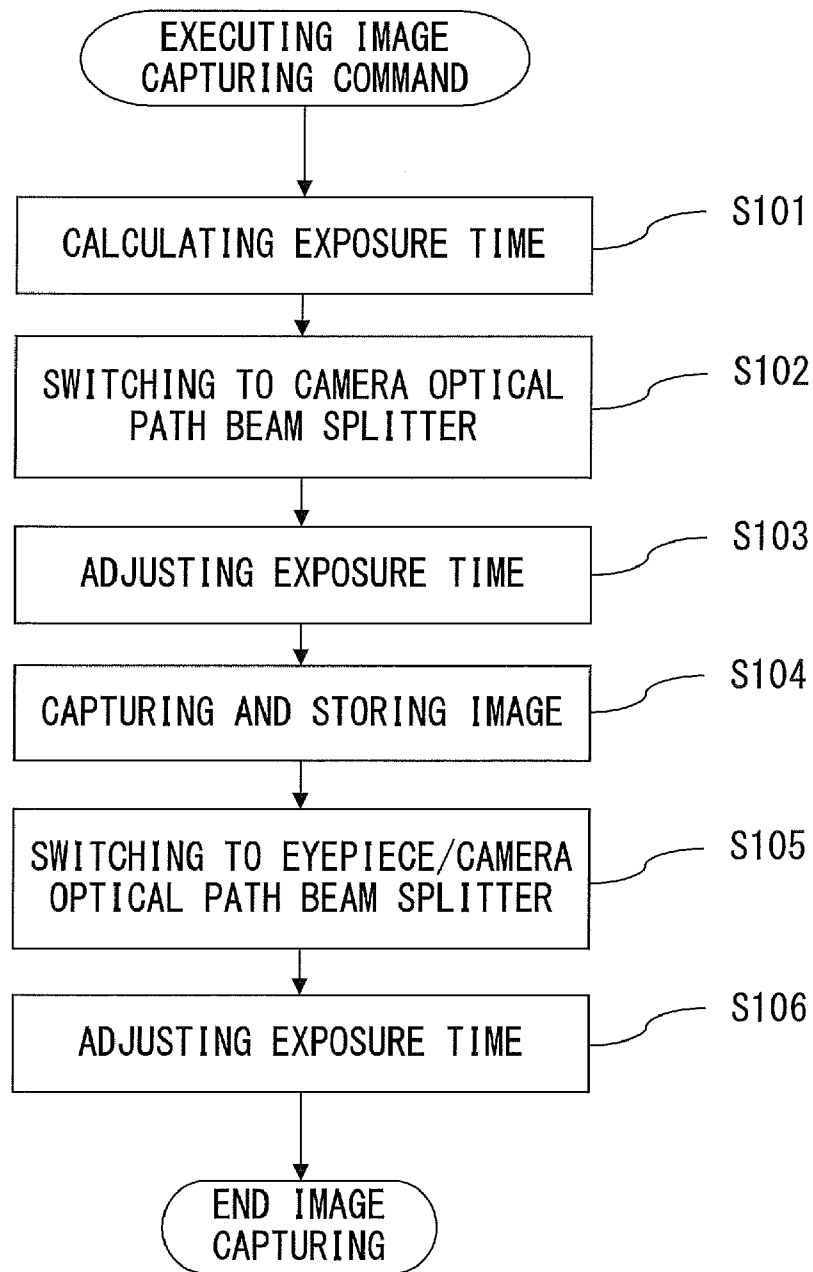 EXECUTING IMAGE
CAPTURING COMMAND
S101
CALCULATING EXPOSURE TIME
S102
SWITCHING TO CAMERA OPTICAL
PATH BEAM SPLITTER
S103
ADJUSTING EXPOSURE TIME
S104
CAPTURING AND STORING IMAGE
S105
SWITCHING TO EYEPIECE/CAMERA
OPTICAL PATH BEAM SPLITTER
S106
ADJUSTING EXPOSURE TIME
END IMAGE
CAPTURING